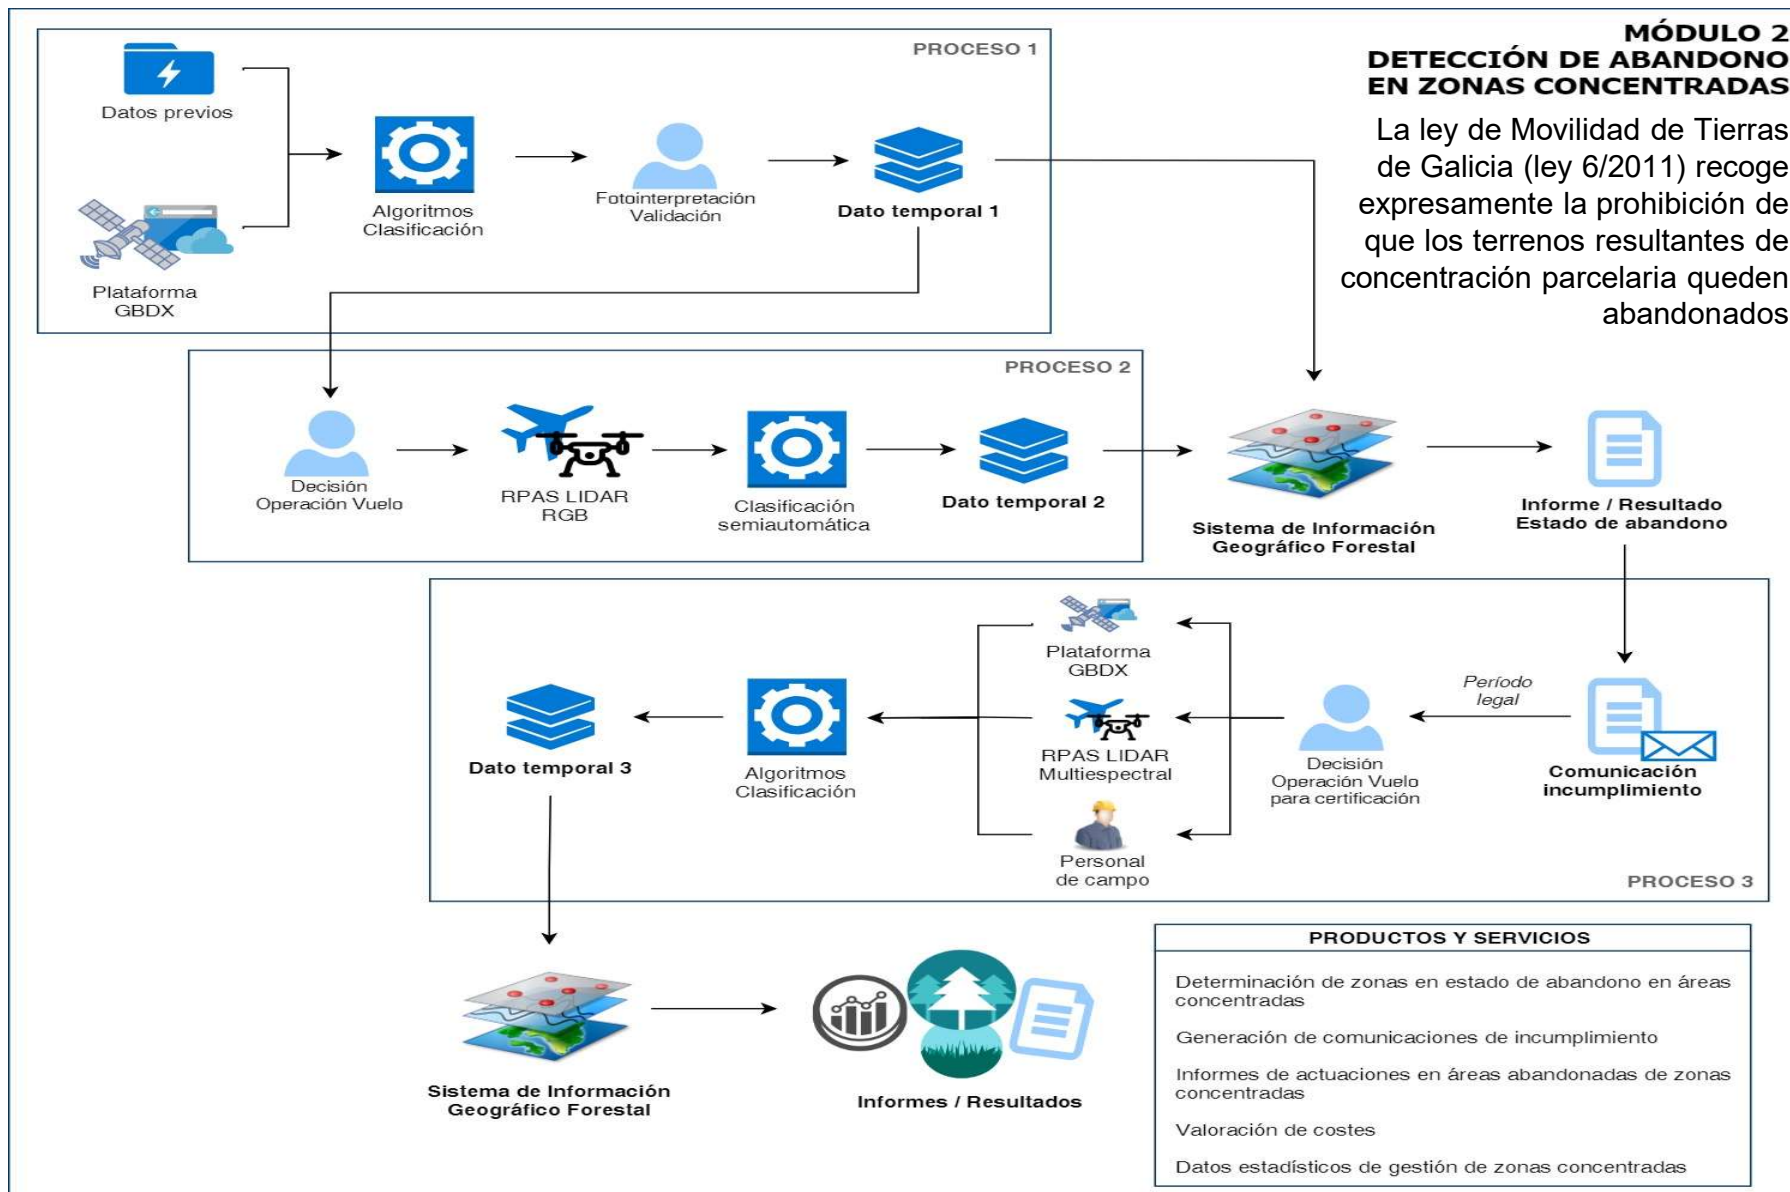 MÓDULO 2
DETECCIÓN DE ABANDONO
EN ZONAS CONCENTRADAS
La ley de Movilidad de Tierras
de Galicia (ley 6/2011) recoge
expresamente la prohibición de
que los terrenos resultantes de
concentración parcelaria queden
abandonados
PROCESO 1
Datos previos
Plataforma
GBDX
Algoritmos
Clasificación
Fotointerpretación
Validación
Dato temporal 1
PROCESO 2
Decisión
Operación Vuelo
RPAS LIDAR
RGB
Clasificación
semiautomática
Dato temporal 2
Sistema de Información
Geográfico Forestal
Informe / Resultado
Estado de abandono
Comunicación
incumplimiento
Período
legal
Decisión
Operación Vuelo
para certificación
Plataforma
GBDX
RPAS LIDAR
Multiespectral
Personal
de campo
Algoritmos
Clasificación
Dato temporal 3
PROCESO 3
Sistema de Información
Geográfico Forestal
Informes / Resultados
PRODUCTOS Y SERVICIOS
Determinación de zonas en estado de abandono en áreas
concentradas
Generación de comunicaciones de incumplimiento
Informes de actuaciones en áreas abandonadas de zonas
concentradas
Valoración de costes
Datos estadísticos de gestión de zonas concentradas